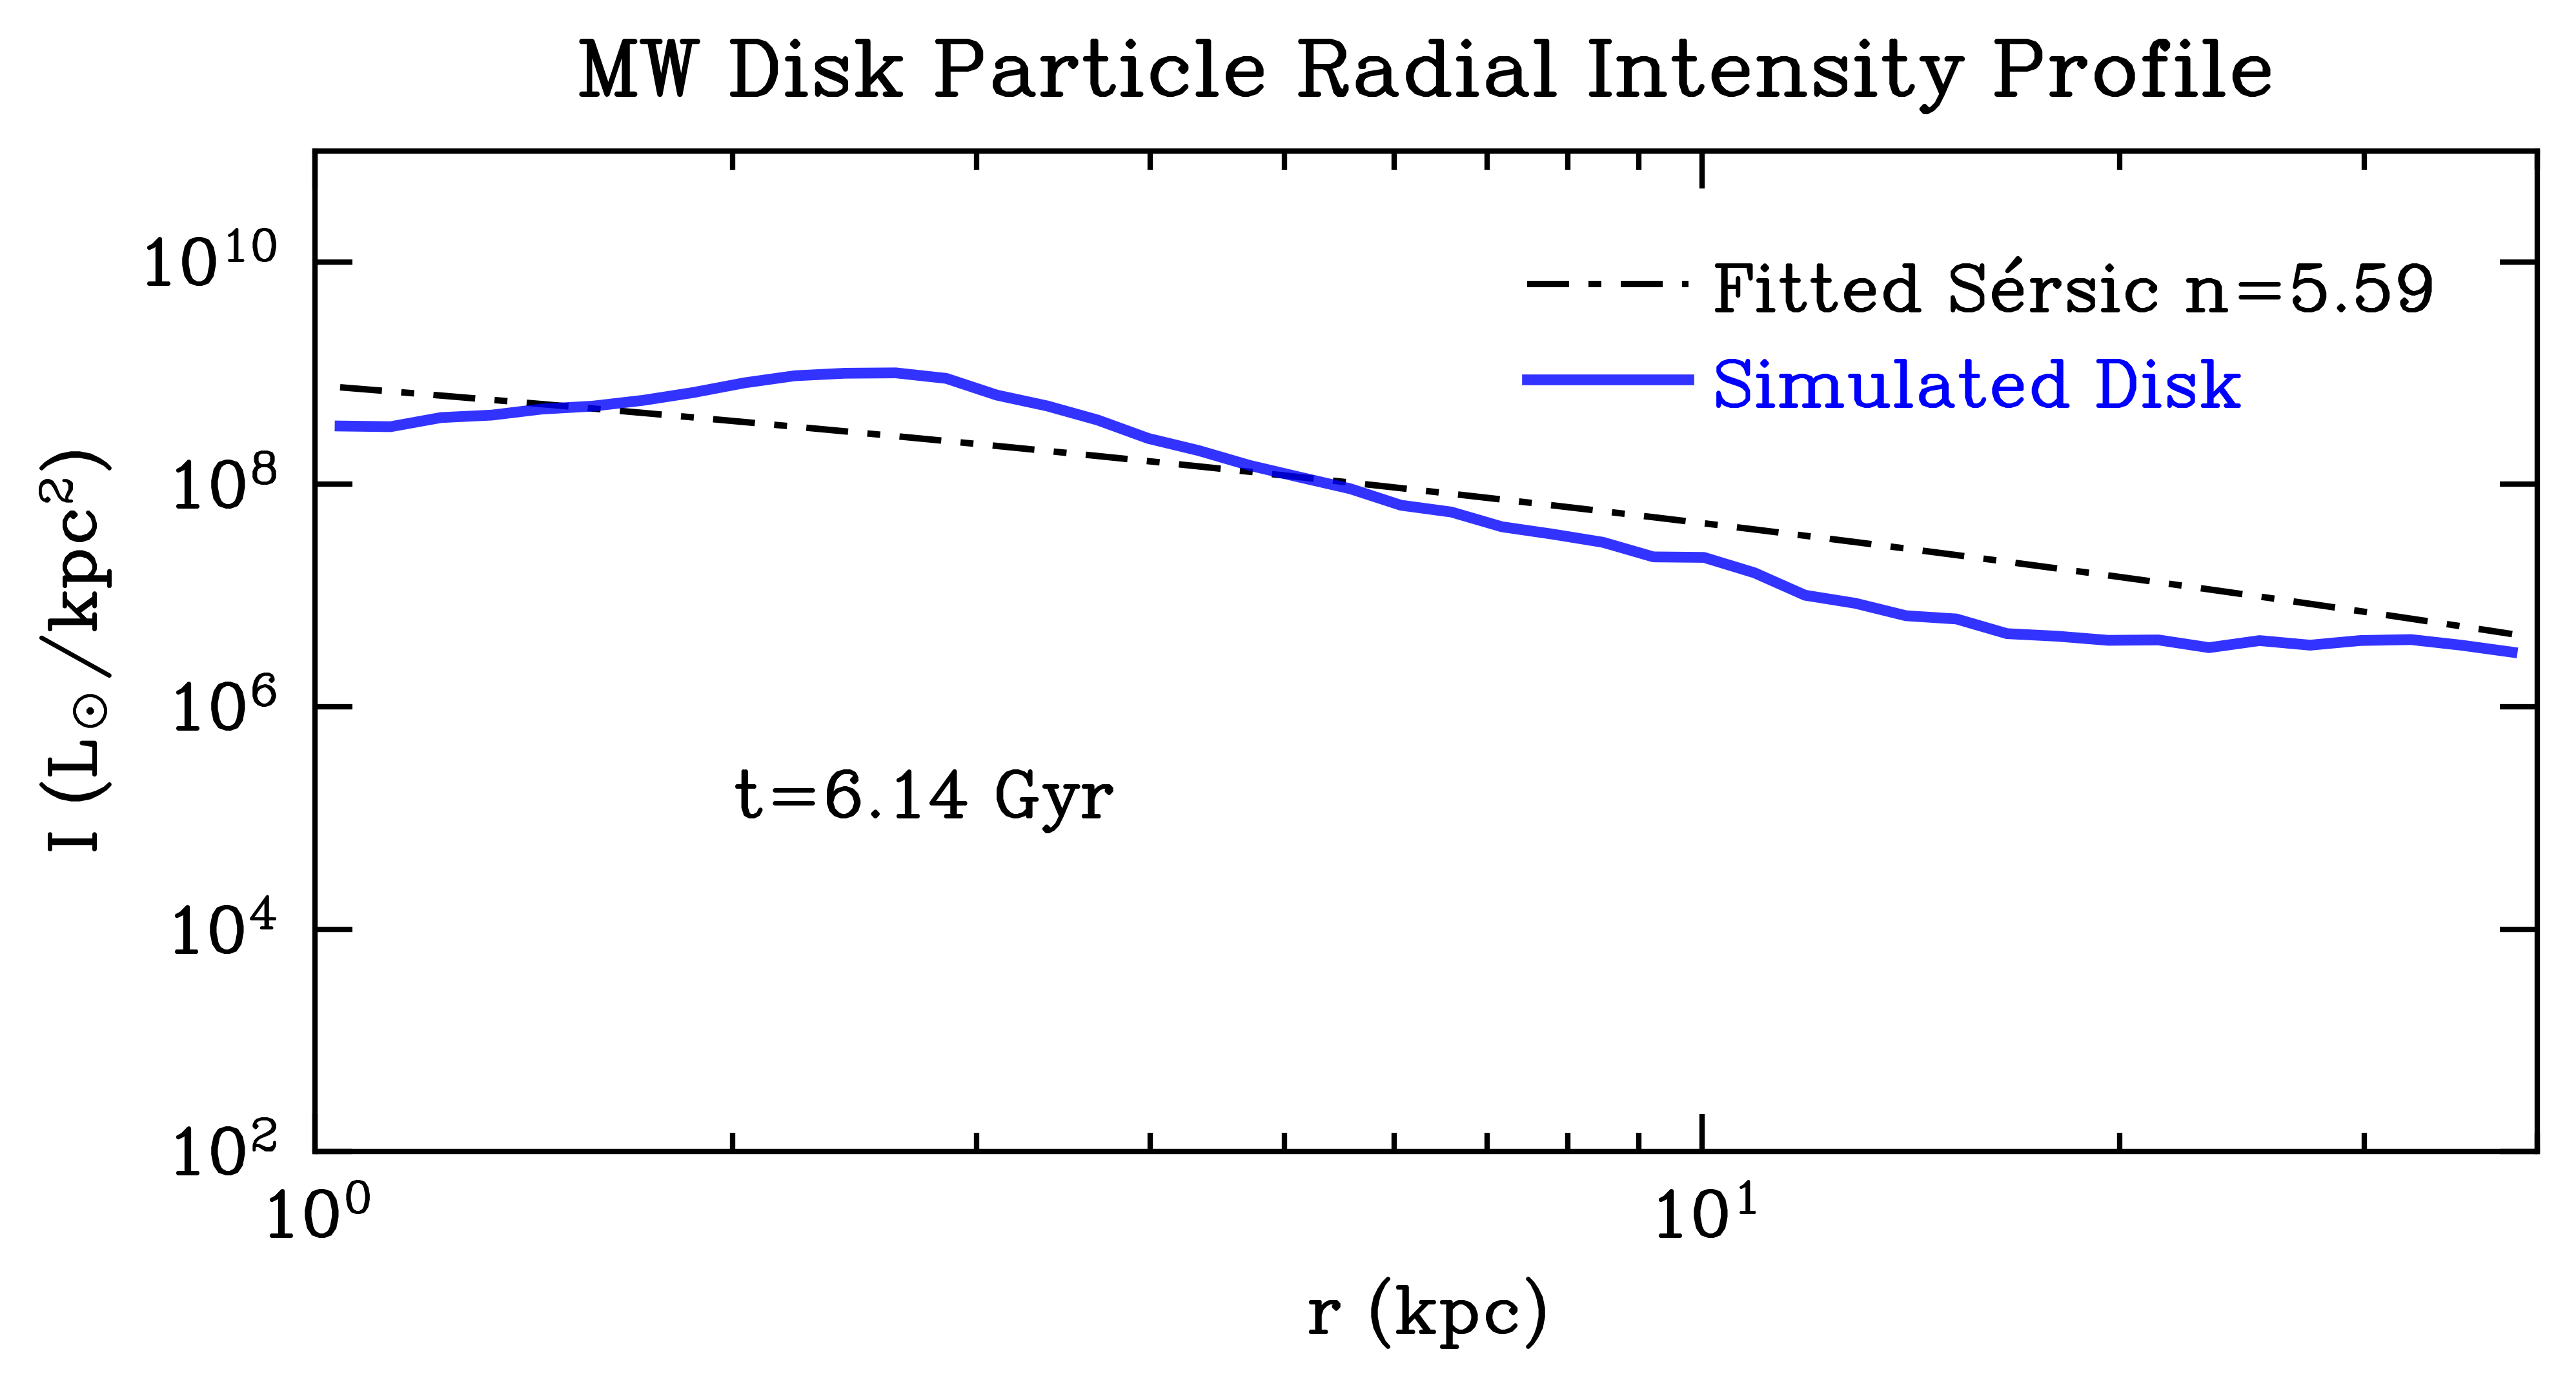 MW Disk Particle Radial Intensity Profile
10¹⁰
Fitted Sérsic n=5.59
Simulated Disk
10⁸
I (L☉/kpc²)
10⁶
t=6.14 Gyr
10⁴
10²
10⁰
10¹
r (kpc)